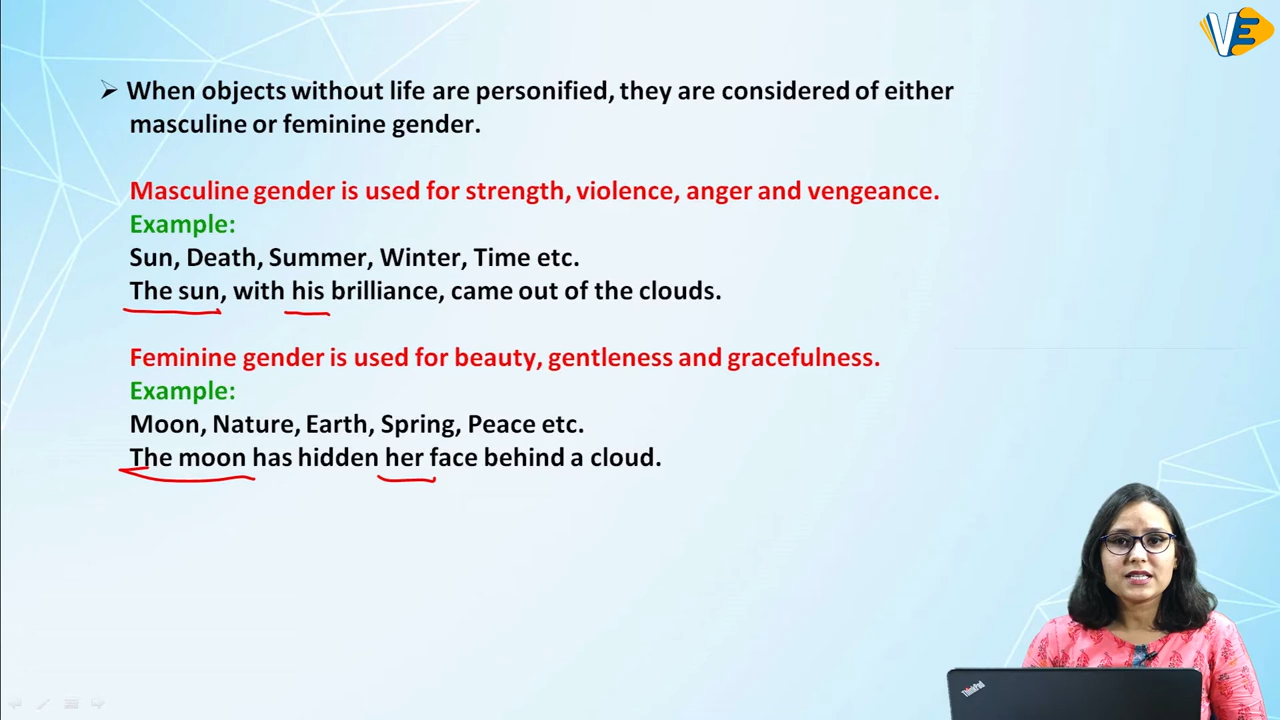 VE
➢ When objects without life are personified, they are considered of either
masculine or feminine gender.
Masculine gender is used for strength, violence, anger and vengeance.
Example:
Sun, Death, Summer, Winter, Time etc.
The sun, with his brilliance, came out of the clouds.
Feminine gender is used for beauty, gentleness and gracefulness.
Example:
Moon, Nature, Earth, Spring, Peace etc.
The moon has hidden her face behind a cloud.
ThinkPad